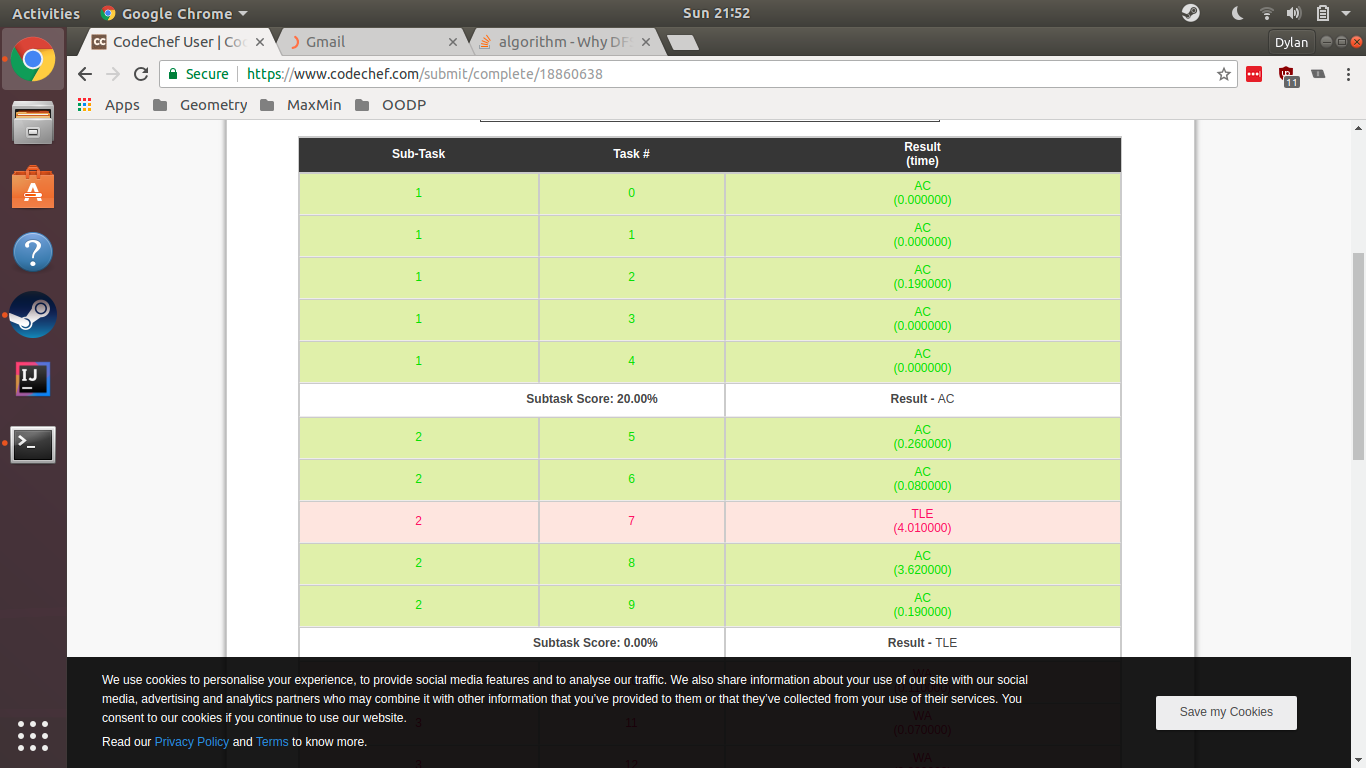 Activities Google Chrome Sun 21:52
CodeChef User | Co Gmail algorithm - Why DF Dylan
Secure https://www.codechef.com/submit/complete/18860638 11
Apps Geometry MaxMin OODP
Sub-Task Task # Result
(time)
1 0 AC
(0.000000)
1 1 AC
(0.000000)
1 2 AC
(0.190000)
1 3 AC
(0.000000)
1 4 AC
(0.000000)
Subtask Score: 20.00% Result - AC
2 5 AC
(0.260000)
2 6 AC
(0.080000)
2 7 TLE
(4.010000)
2 8 AC
(3.620000)
2 9 AC
(0.190000)
Subtask Score: 0.00% Result - TLE
We use cookies to personalise your experience, to provide social media features and to analyse our traffic. We also share information about your use of our site with our social
media, advertising and analytics partners who may combine it with other information that you've provided to them or that they've collected from your use of their services. You
consent to our cookies if you continue to use our website.
Read our Privacy Policy and Terms to know more.
Save my Cookies
WA
3 11 WA
(0.070000)
3 12 WA